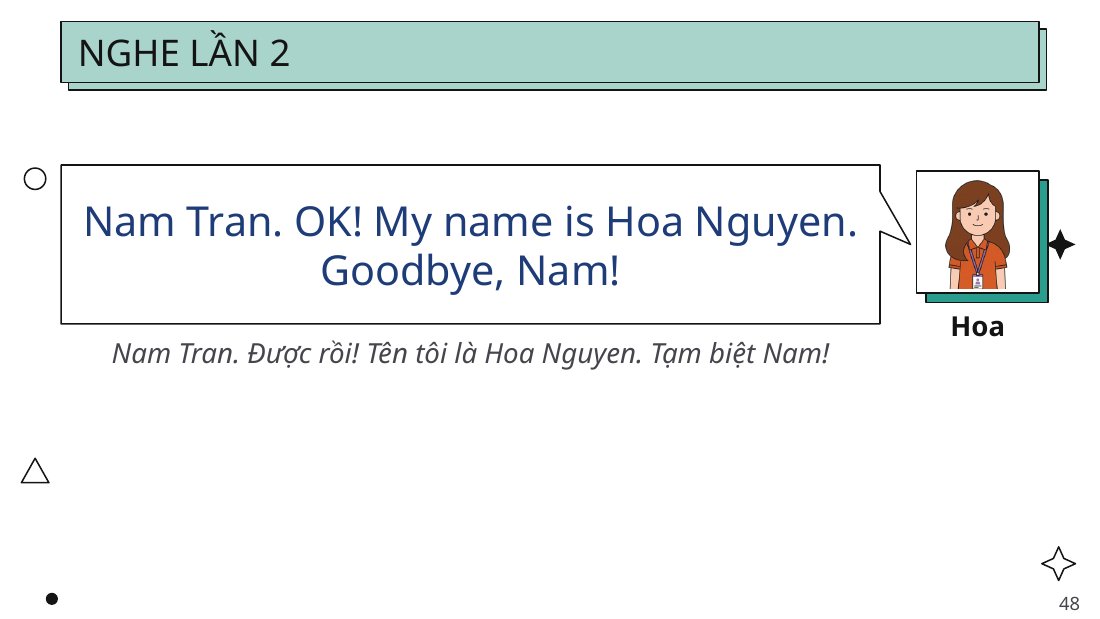 NGHE LẦN 2
Nam Tran. OK! My name is Hoa Nguyen.
Goodbye, Nam!
Hoa
Nam Tran. Được rồi! Tên tôi là Hoa Nguyen. Tạm biệt Nam!
48